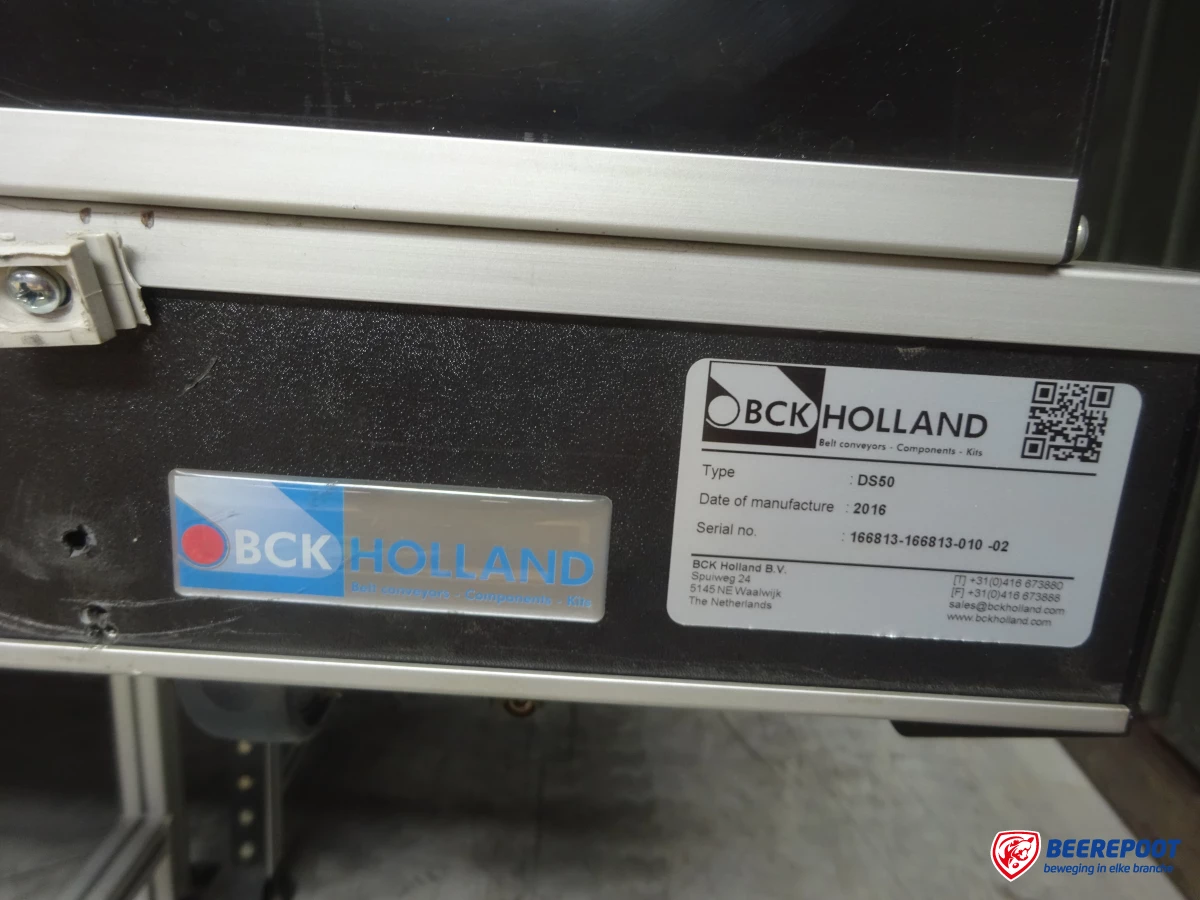 BCK HOLLAND
Belt conveyors - Components - Kits
Type : DS50
Date of manufacture : 2016
Serial no. : 166813-166813-010 -02
BCK Holland B.V.
Spuiweg 24
5145 NE Waalwijk
The Netherlands
[T] +31(0)416 673880
[F] +31(0)416 673888
sales@bckholland.com
www.bckholland.com
BCK HOLLAND
Belt conveyors - Components - Kits
BEEREPOOT
beweging in elke branche